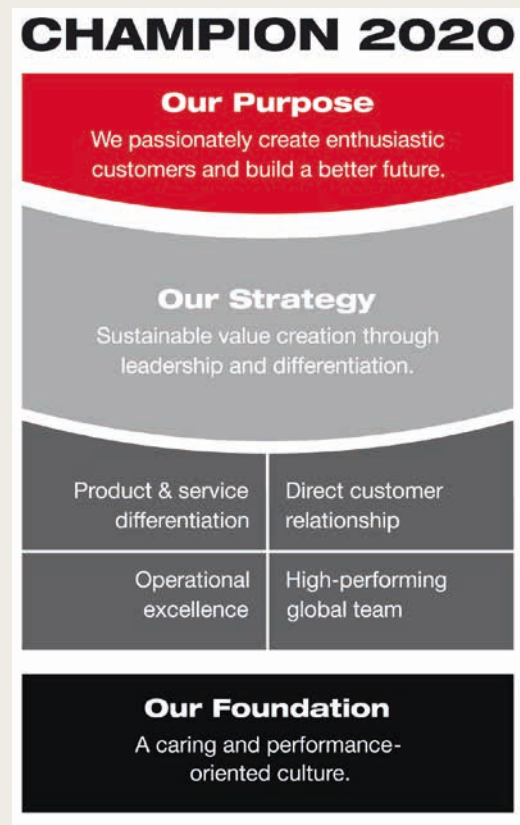 CHAMPION 2020
Our Purpose
We passionately create enthusiastic
customers and build a better future.
Our Strategy
Sustainable value creation through
leadership and differentiation.
Product & service
differentiation
Direct customer
relationship
Operational
excellence
High-performing
global team
Our Foundation
A caring and performance-
oriented culture.